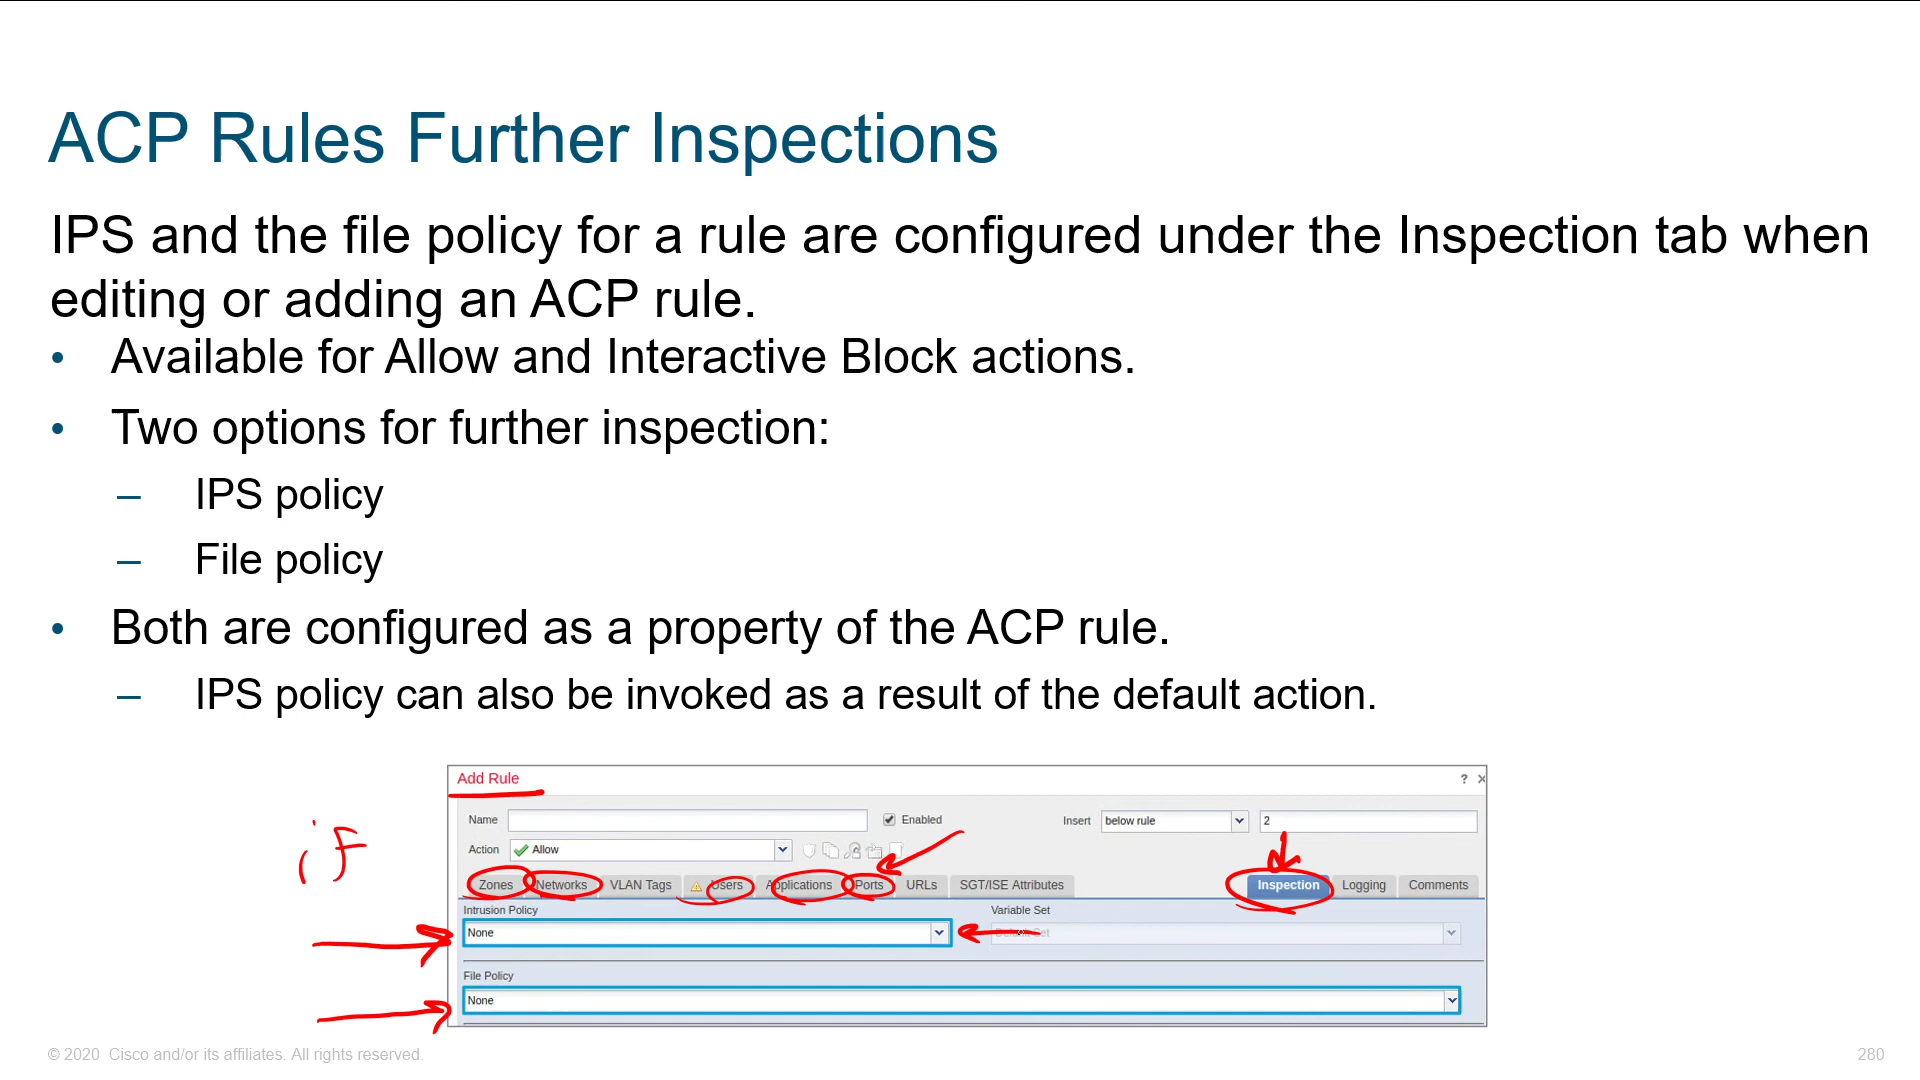 ACP Rules Further Inspections
IPS and the file policy for a rule are configured under the Inspection tab when
editing or adding an ACP rule.
• Available for Allow and Interactive Block actions.
• Two options for further inspection:
– IPS policy
– File policy
• Both are configured as a property of the ACP rule.
– IPS policy can also be invoked as a result of the default action.
Add Rule ? ×
Name Enabled Insert below rule 2
Action Allow
if
Zones Networks VLAN Tags Users Applications Ports URLs SGT/ISE Attributes Inspection Logging Comments
Intrusion Policy Variable Set
None
File Policy
None
© 2020 Cisco and/or its affiliates. All rights reserved. 280